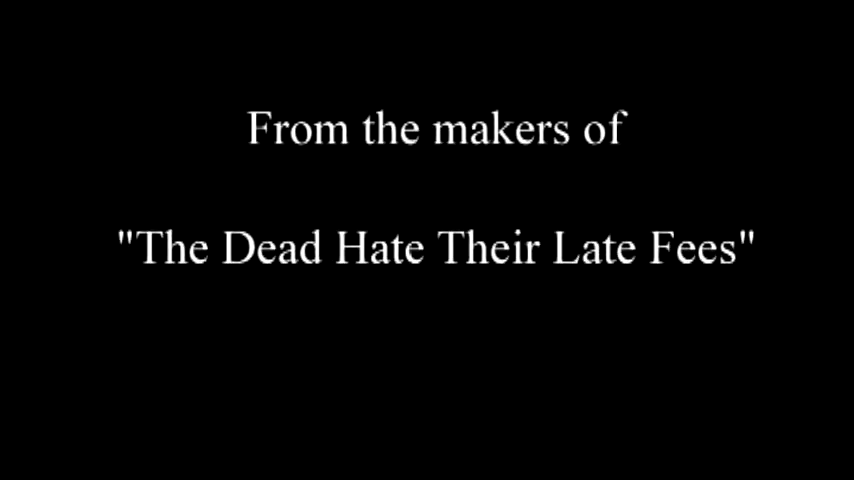 From the makers of
"The Dead Hate Their Late Fees"